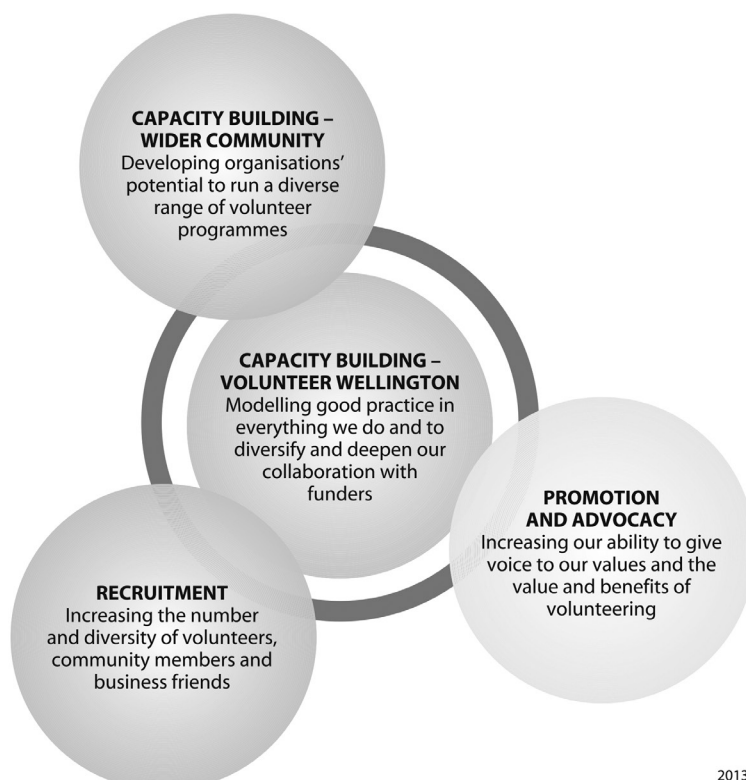 CAPACITY BUILDING –
WIDER COMMUNITY
Developing organisations’
potential to run a diverse
range of volunteer
programmes
CAPACITY BUILDING –
VOLUNTEER WELLINGTON
Modelling good practice in
everything we do and to
diversify and deepen our
collaboration with
funders
PROMOTION
AND ADVOCACY
Increasing our ability to give
voice to our values and the
value and benefits of
volunteering
RECRUITMENT
Increasing the number
and diversity of volunteers,
community members and
business friends
2013